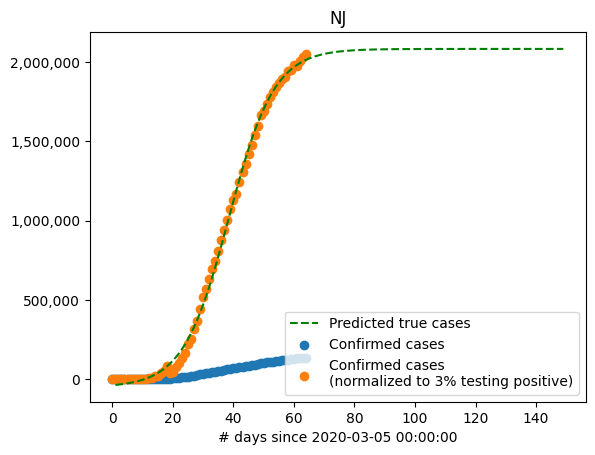 NJ
2,000,000
1,500,000
1,000,000
500,000
0
Predicted true cases
Confirmed cases
Confirmed cases
(normalized to 3% testing positive)
0 20 40 60 80 100 120 140
# days since 2020-03-05 00:00:00